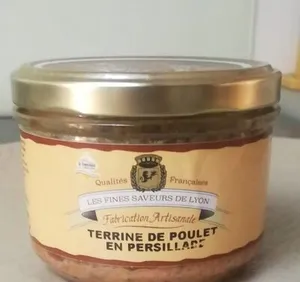 Qualités Françaises
LES FINES SAVEURS DE LYON
Fabrication Artisanale
TERRINE DE POULET
EN PERSILLADE